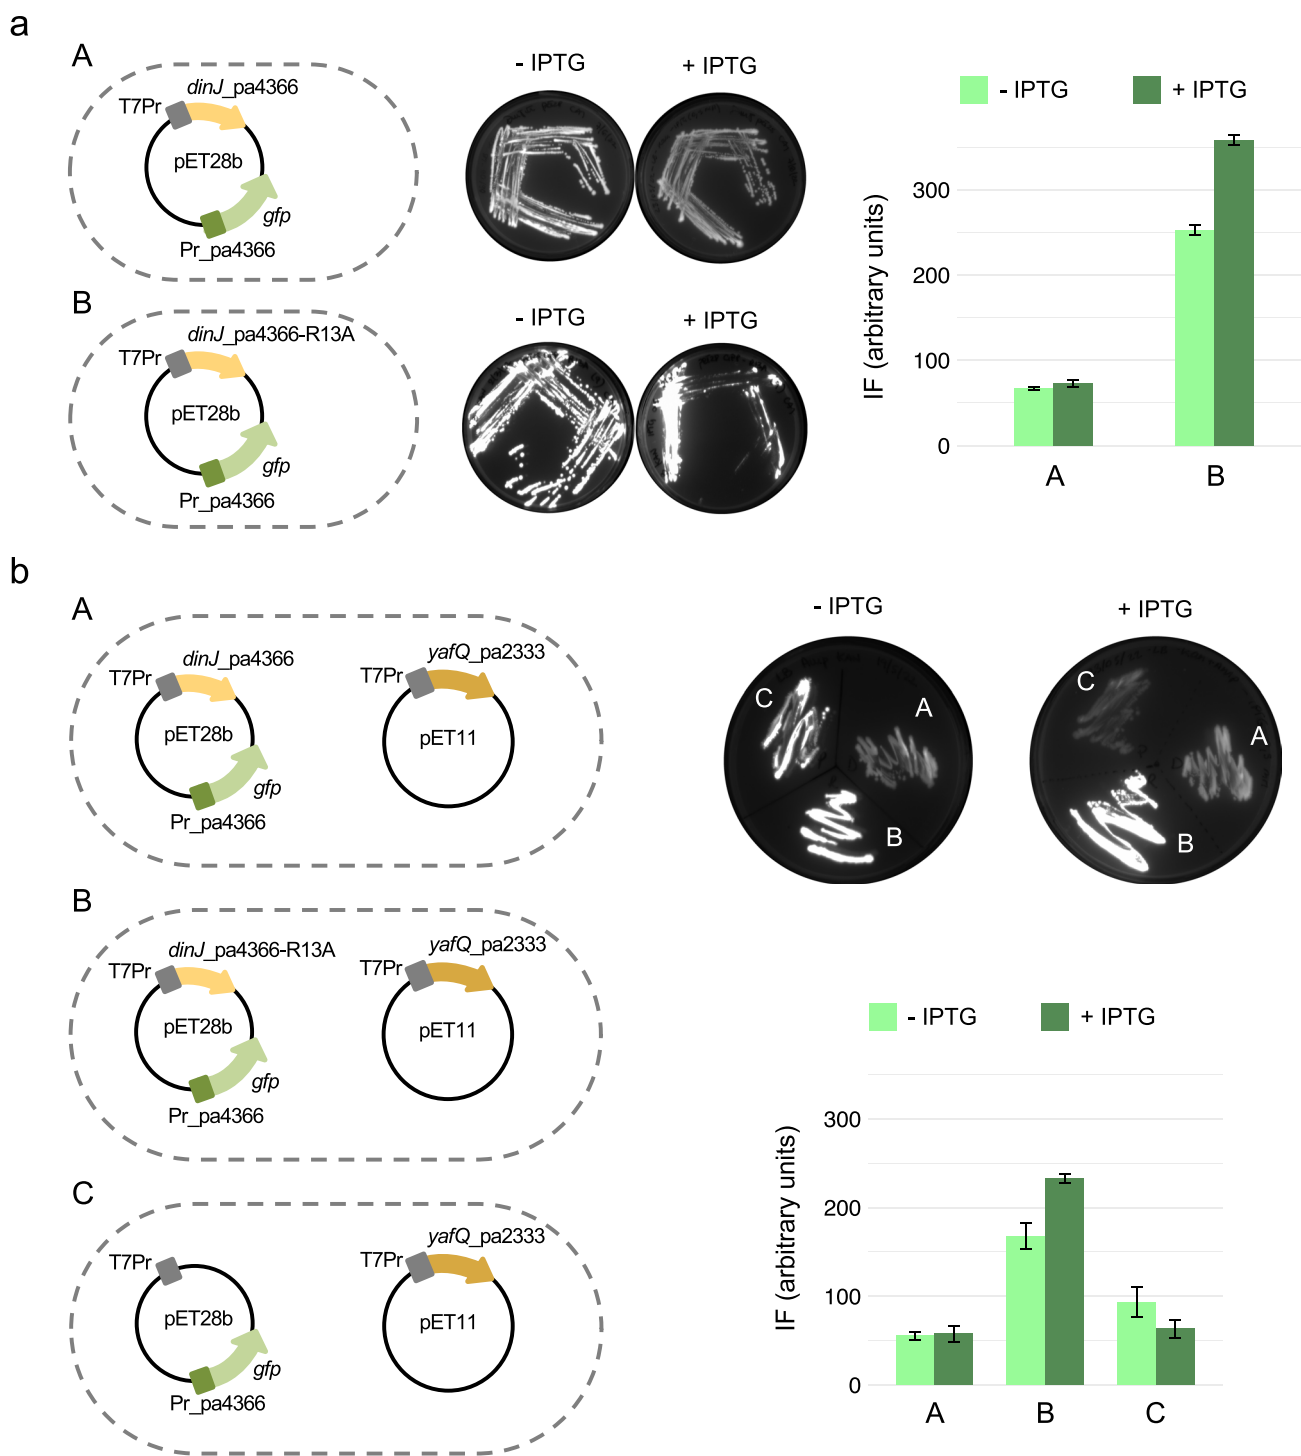 a
A
dinJ_pa4366
T7Pr
pET28b
gfp
Pr_pa4366
- IPTG
+ IPTG
- IPTG
+ IPTG
IF (arbitrary units)
300
200
100
0
A
B
B
dinJ_pa4366-R13A
T7Pr
pET28b
gfp
Pr_pa4366
- IPTG
+ IPTG
b
A
dinJ_pa4366
T7Pr
pET28b
gfp
Pr_pa4366
yafQ_pa2333
T7Pr
pET11
- IPTG
C
A
B
+ IPTG
C
A
B
B
dinJ_pa4366-R13A
T7Pr
pET28b
gfp
Pr_pa4366
yafQ_pa2333
T7Pr
pET11
C
T7Pr
pET28b
gfp
Pr_pa4366
yafQ_pa2333
T7Pr
pET11
- IPTG
+ IPTG
IF (arbitrary units)
300
200
100
0
A
B
C